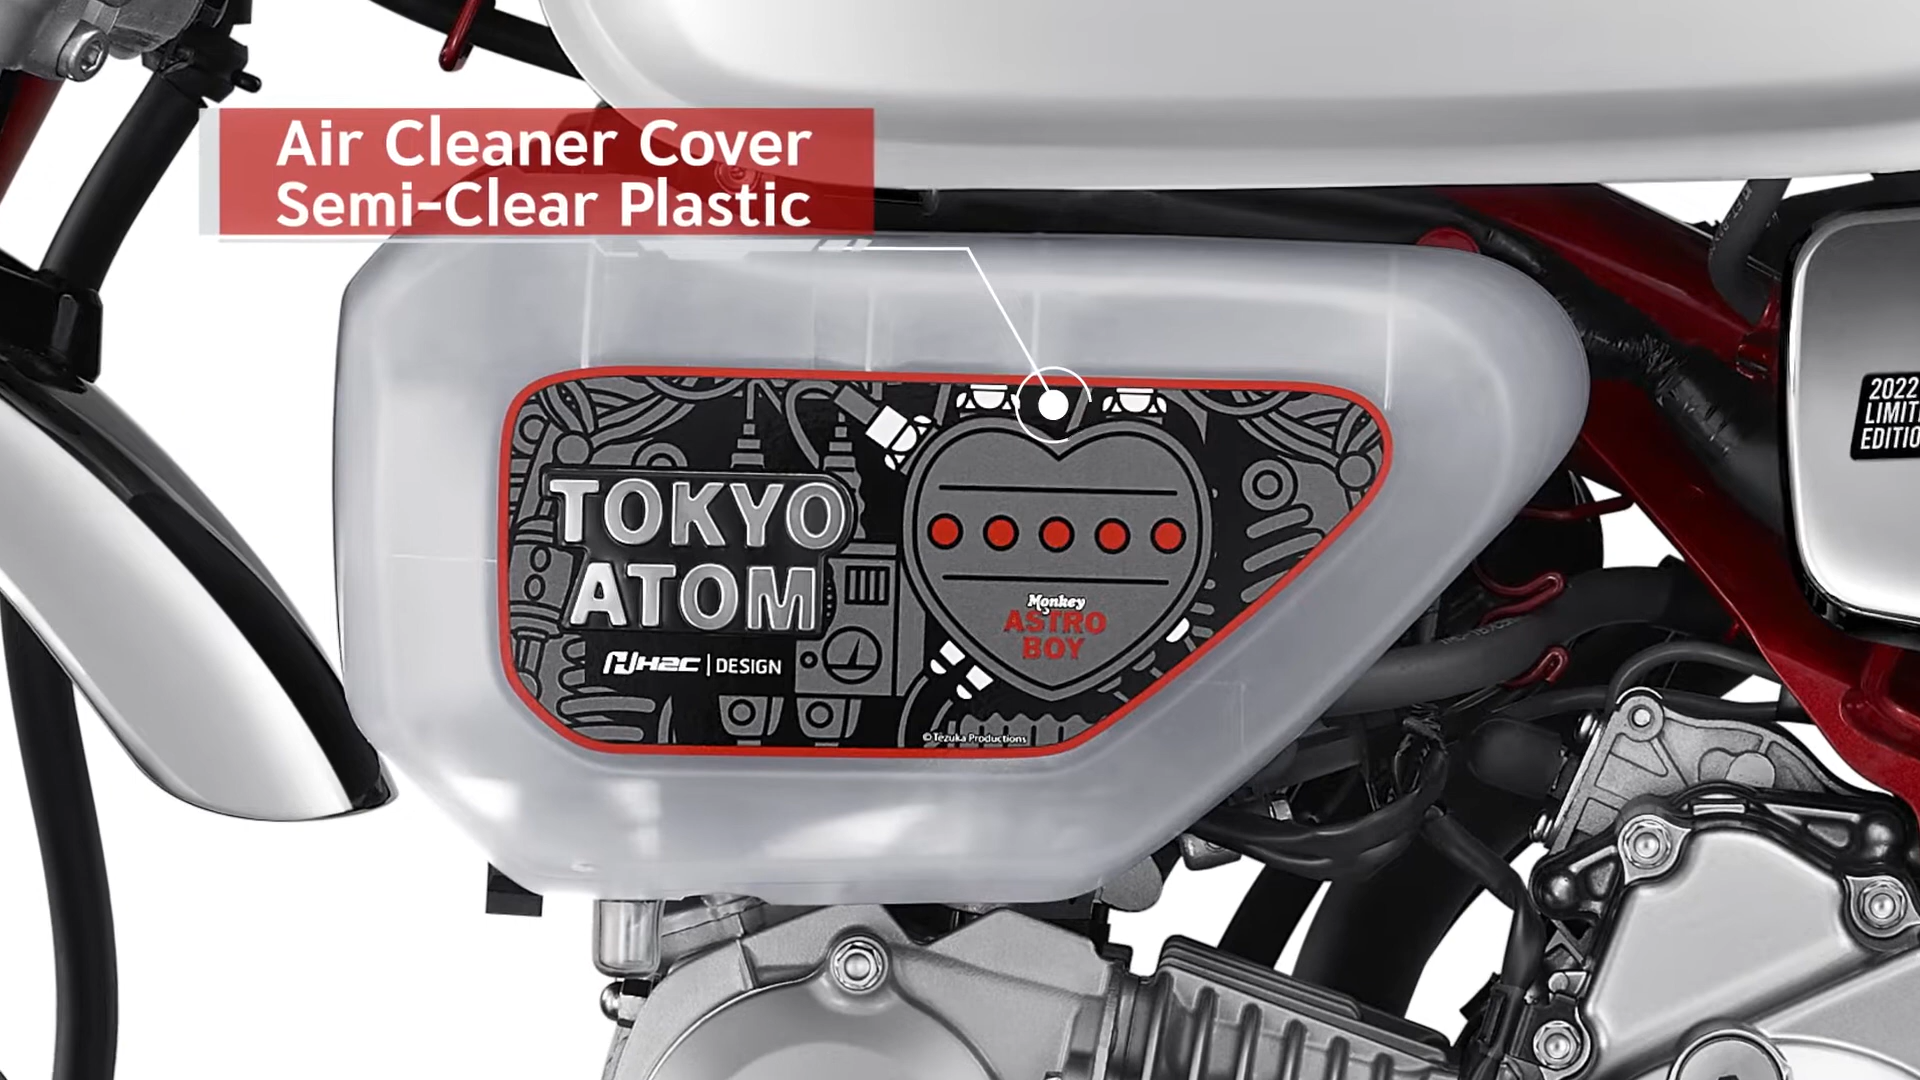 Air Cleaner Cover
Semi-Clear Plastic
2022
LIMIT
EDITIO
TOKYO
ATOM
H2C | DESIGN
Monkey
ASTRO
BOY
©Tezuka Productions